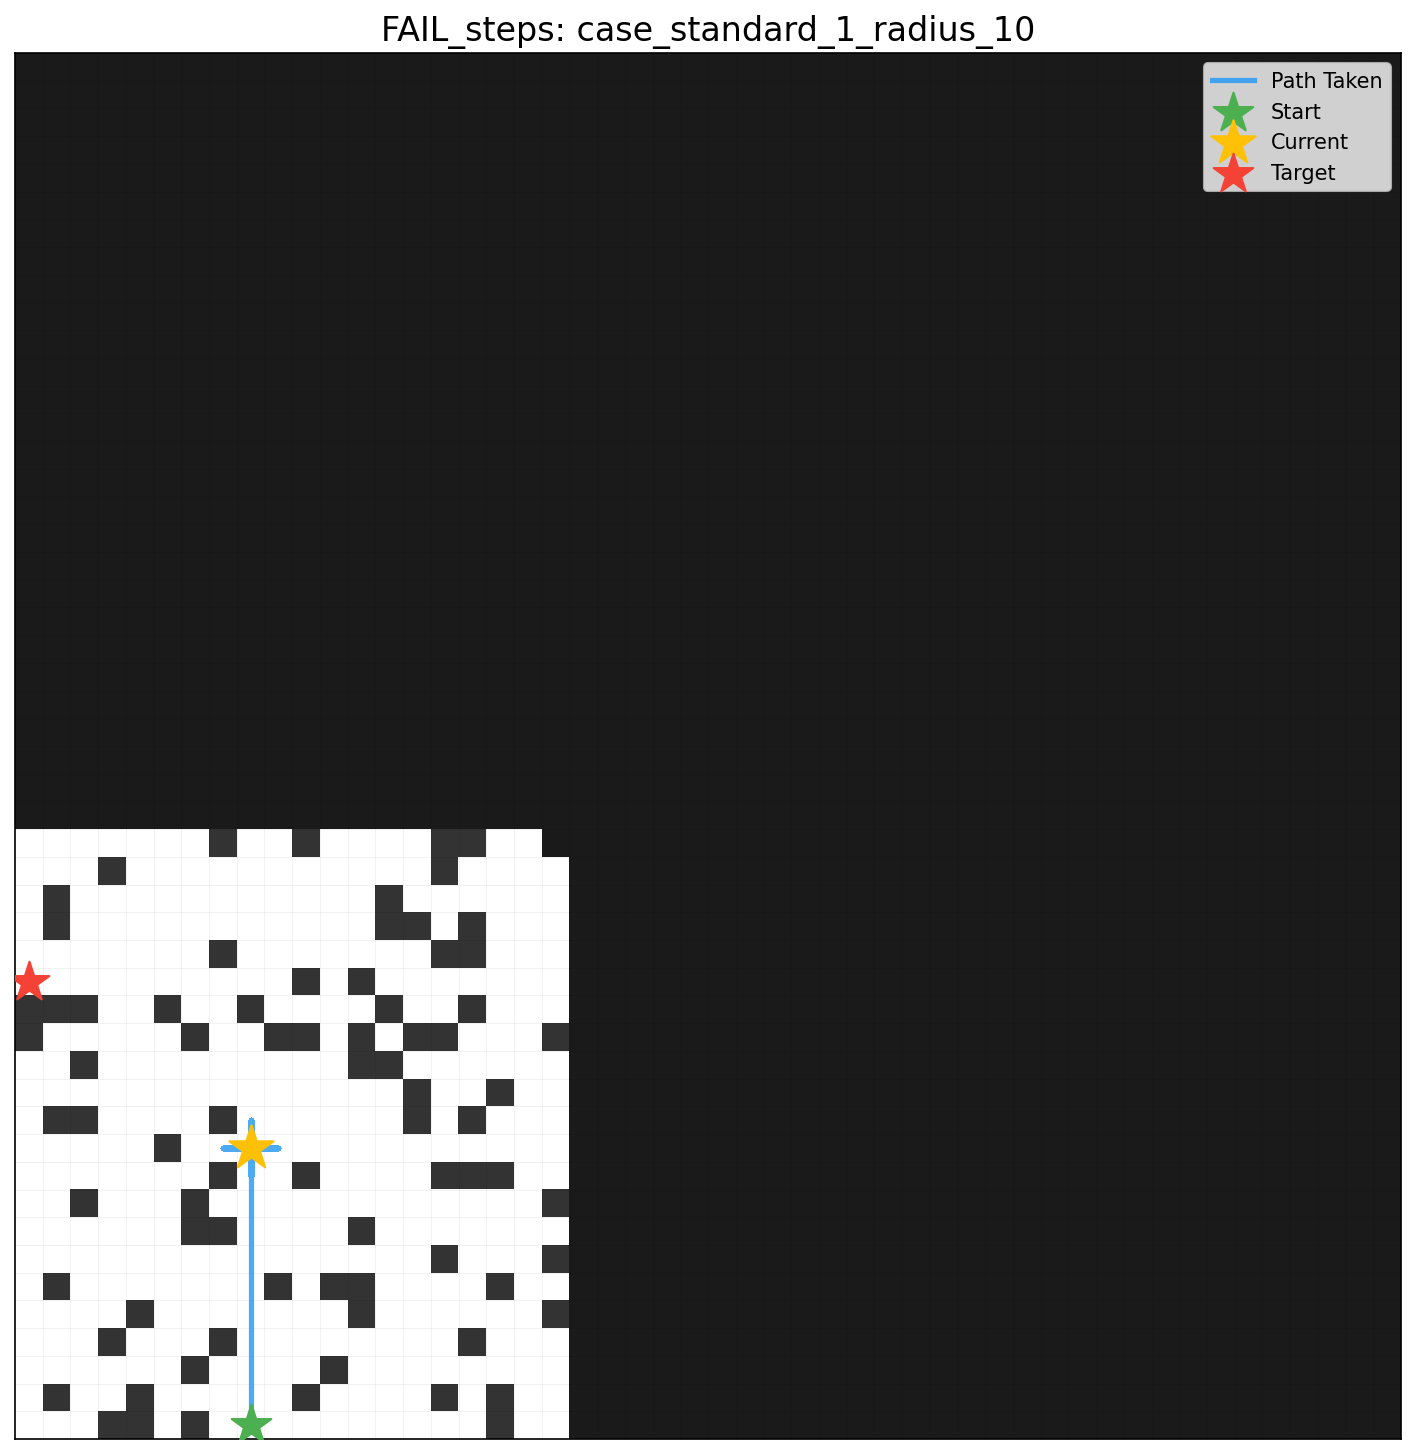 FAIL_steps: case_standard_1_radius_10
Path Taken
Start
Current
Target